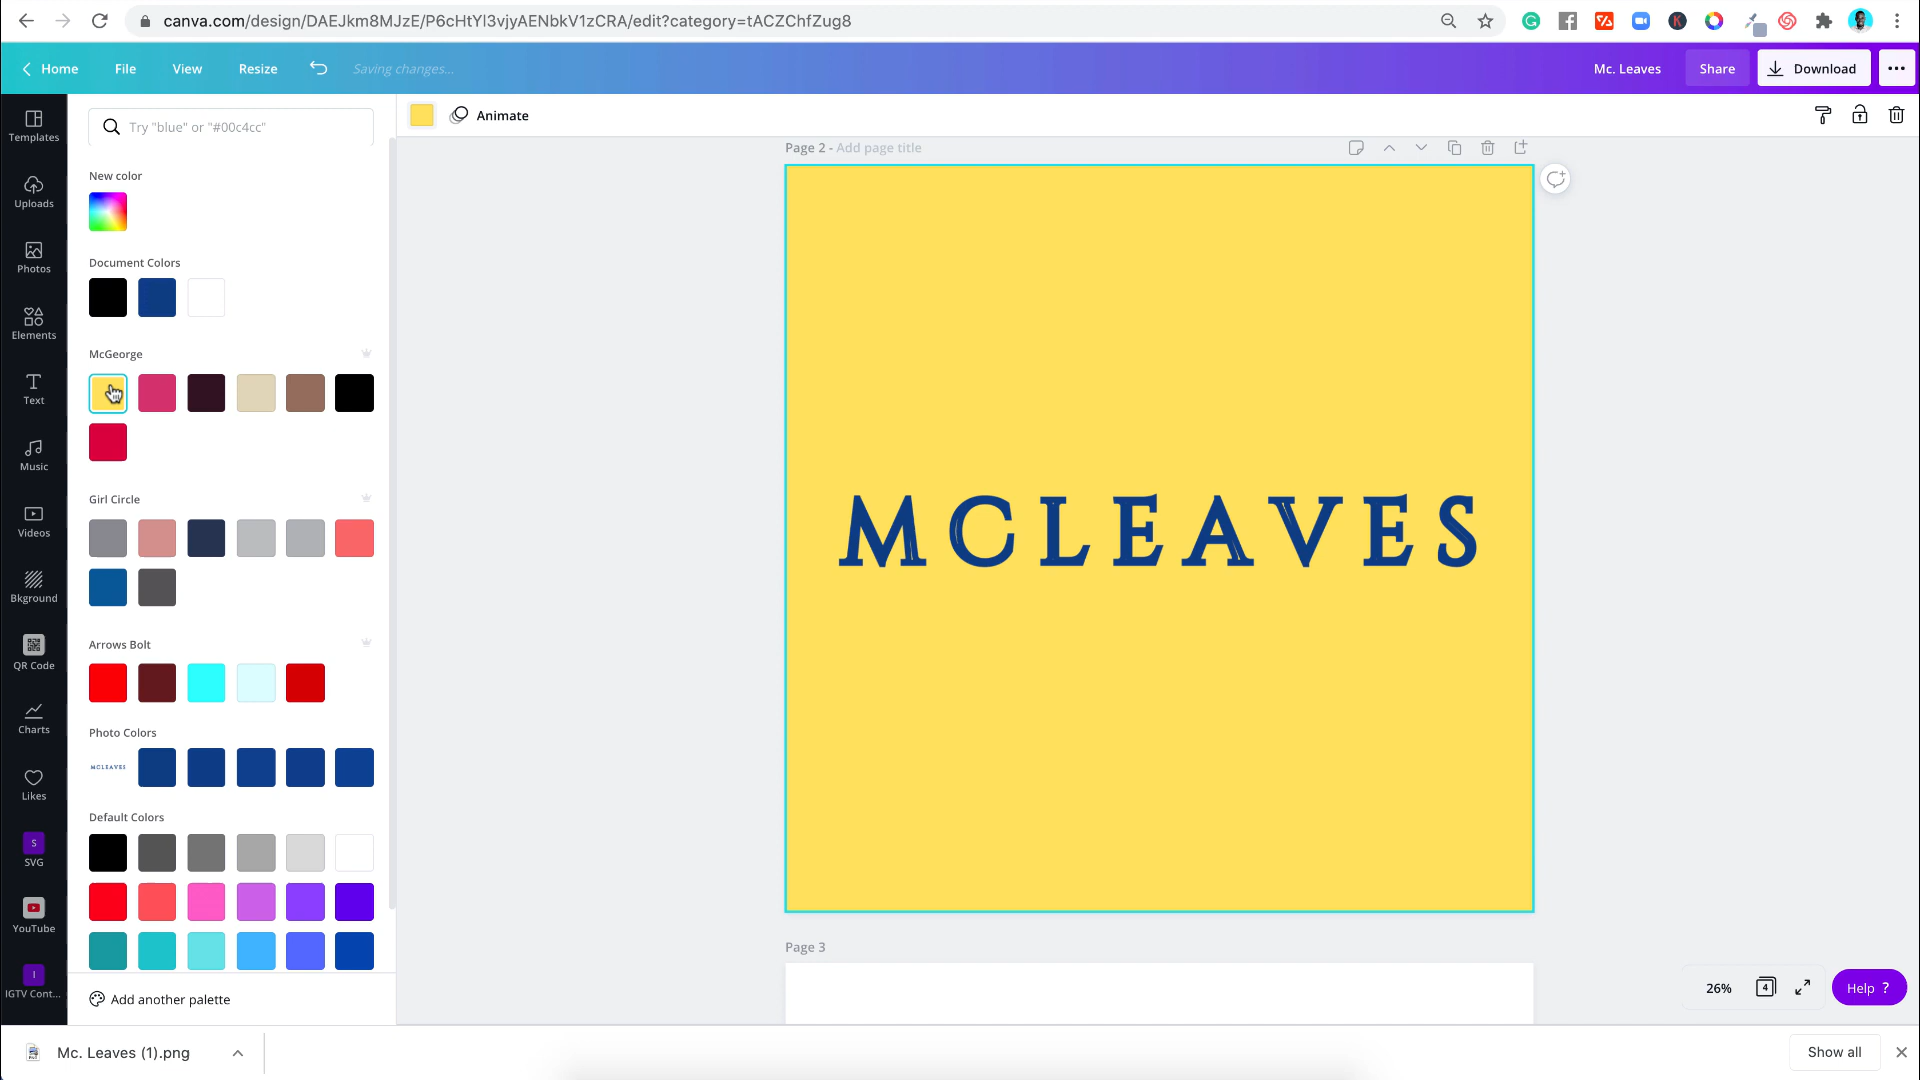 canva.com/design/DAEJkm8MJzE/P6cHtYl3vjyAENbkV1zCRA/edit?category=tACZChfZug8
Home
File
View
Resize
Saving changes...
Mc. Leaves
Share
Download
Templates
Uploads
Photos
Elements
Text
Music
Videos
Bkground
QR Code
Charts
Likes
S
SVG
YouTube
I
IGTV Cont...
Try "blue" or "#00c4cc"
New color
Document Colors
McGeorge
Girl Circle
Arrows Bolt
Photo Colors
MCLEAVES
Default Colors
Add another palette
Animate
Page 2 - Add page title
MCLEAVES
Page 3
26%
4
Help ?
Mc. Leaves (1).png
Show all